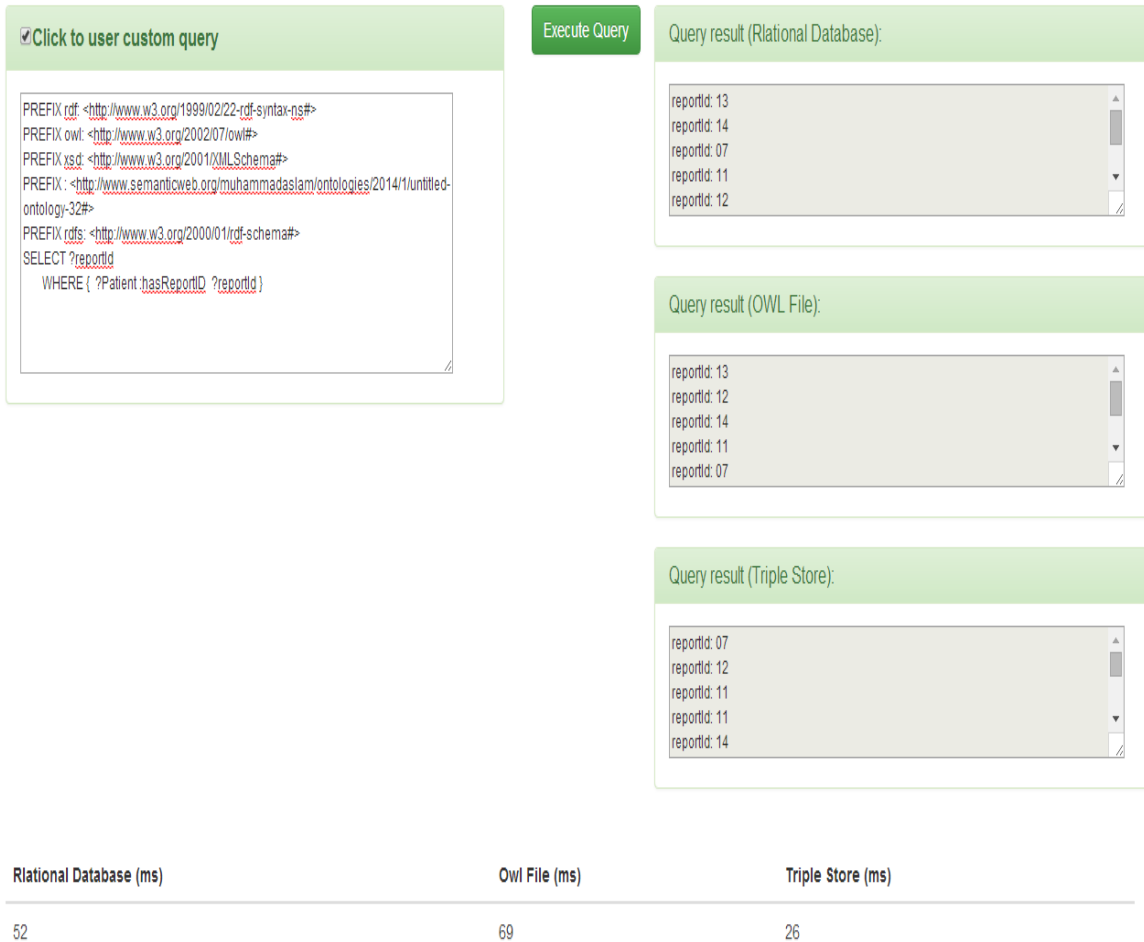 Click to user custom query
PREFIX rdf: <http://www.w3.org/1999/02/22-rdf-syntax-ns#>
PREFIX owl: <http://www.w3.org/2002/07/owl#>
PREFIX xsd: <http://www.w3.org/2001/XMLSchema#>
PREFIX : <http://www.semanticweb.org/muhammadaslam/ontologies/2014/1/untitled-
ontology-32#>
PREFIX rdfs: <http://www.w3.org/2000/01/rdf-schema#>
SELECT ?reportId
WHERE { ?Patient :hasReportID ?reportId }
Execute Query
Query result (Rlational Database):
reportId: 13
reportId: 14
reportId: 07
reportId: 11
reportId: 12
Query result (OWL File):
reportId: 13
reportId: 12
reportId: 14
reportId: 11
reportId: 07
Query result (Triple Store):
reportId: 07
reportId: 12
reportId: 11
reportId: 11
reportId: 14
Rlational Database (ms) Owl File (ms) Triple Store (ms)
52 69 26